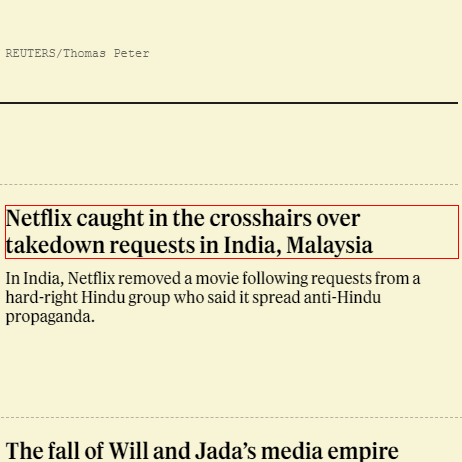 REUTERS/Thomas Peter
Netflix caught in the crosshairs over
takedown requests in India, Malaysia
In India, Netflix removed a movie following requests from a
hard-right Hindu group who said it spread anti-Hindu
propaganda.
The fall of Will and Jada’s media empire